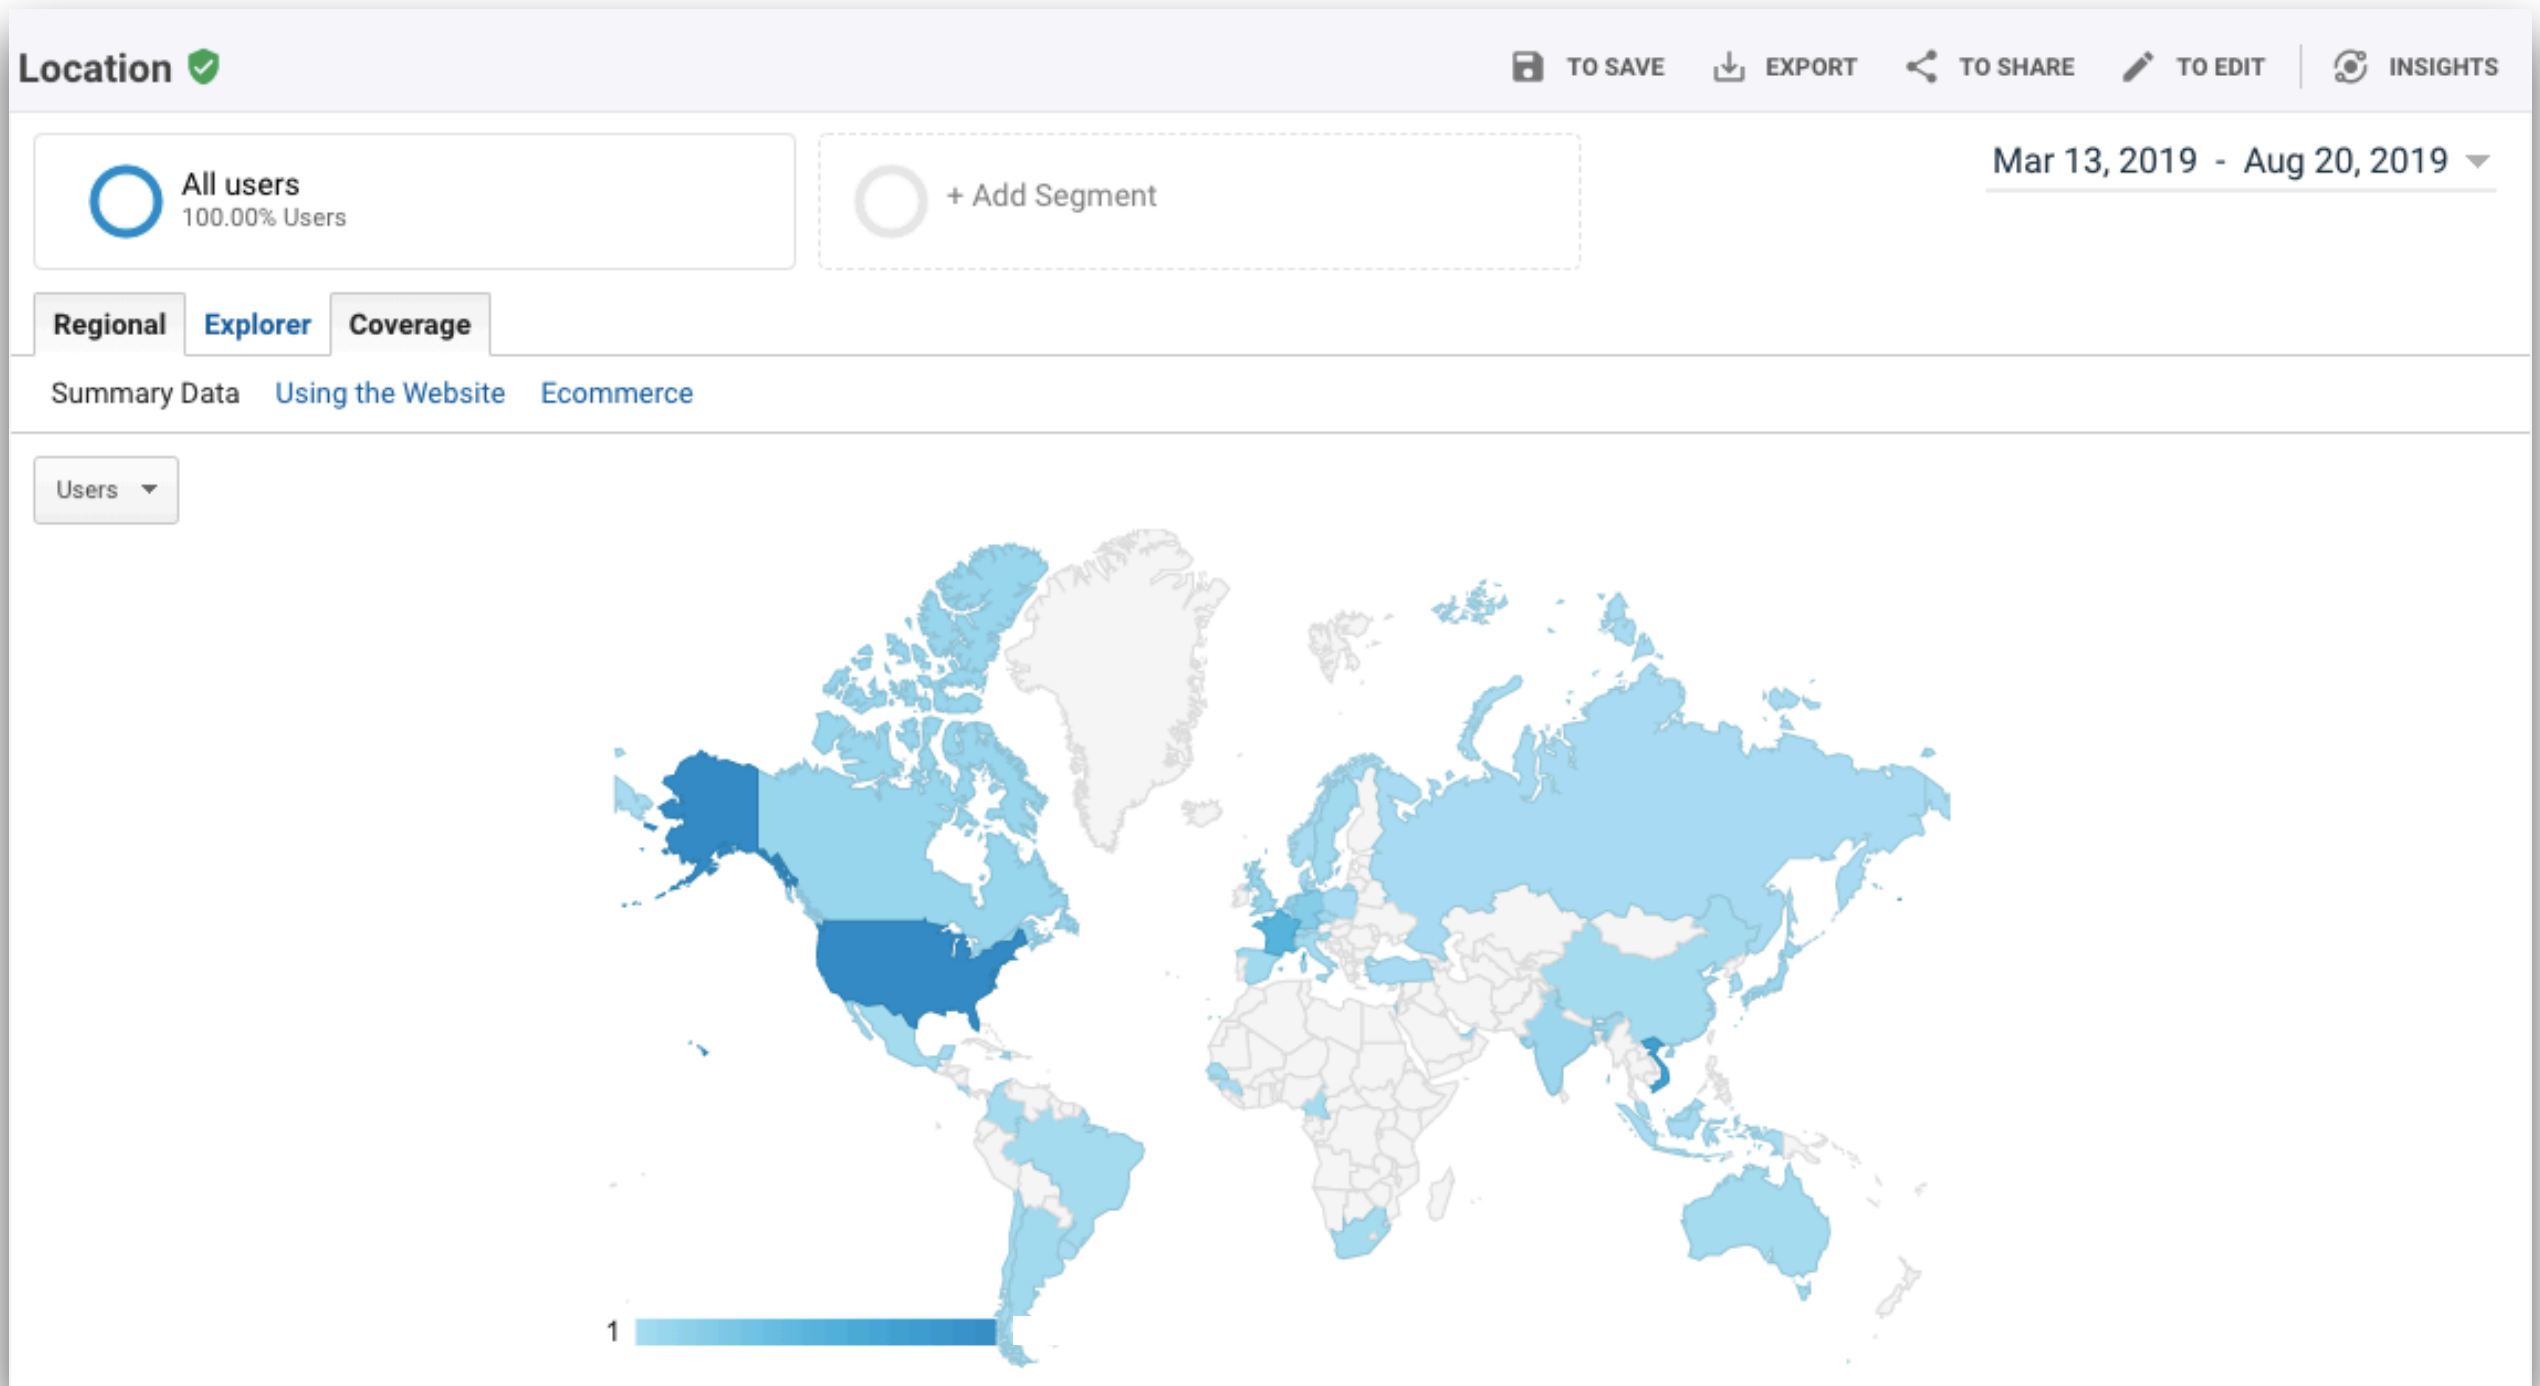 Location
TO SAVE
EXPORT
TO SHARE
TO EDIT
INSIGHTS
All users
100.00% Users
+ Add Segment
Mar 13, 2019 - Aug 20, 2019
Regional
Explorer
Coverage
Summary Data
Using the Website
Ecommerce
Users
1